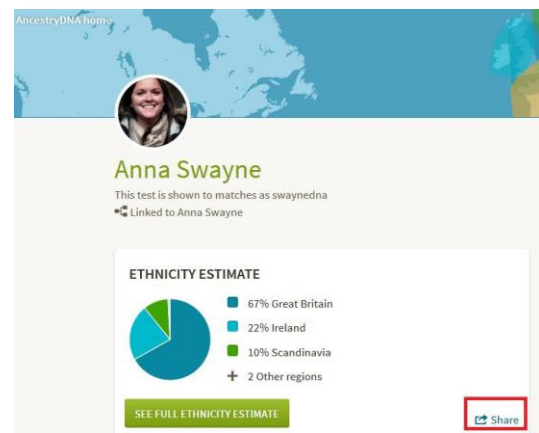 AncestryDNA home
Anna Swayne
This test is shown to matches as swaynedna
Linked to Anna Swayne
ETHNICITY ESTIMATE
67% Great Britain
22% Ireland
10% Scandinavia
+ 2 Other regions
SEE FULL ETHNICITY ESTIMATE
Share